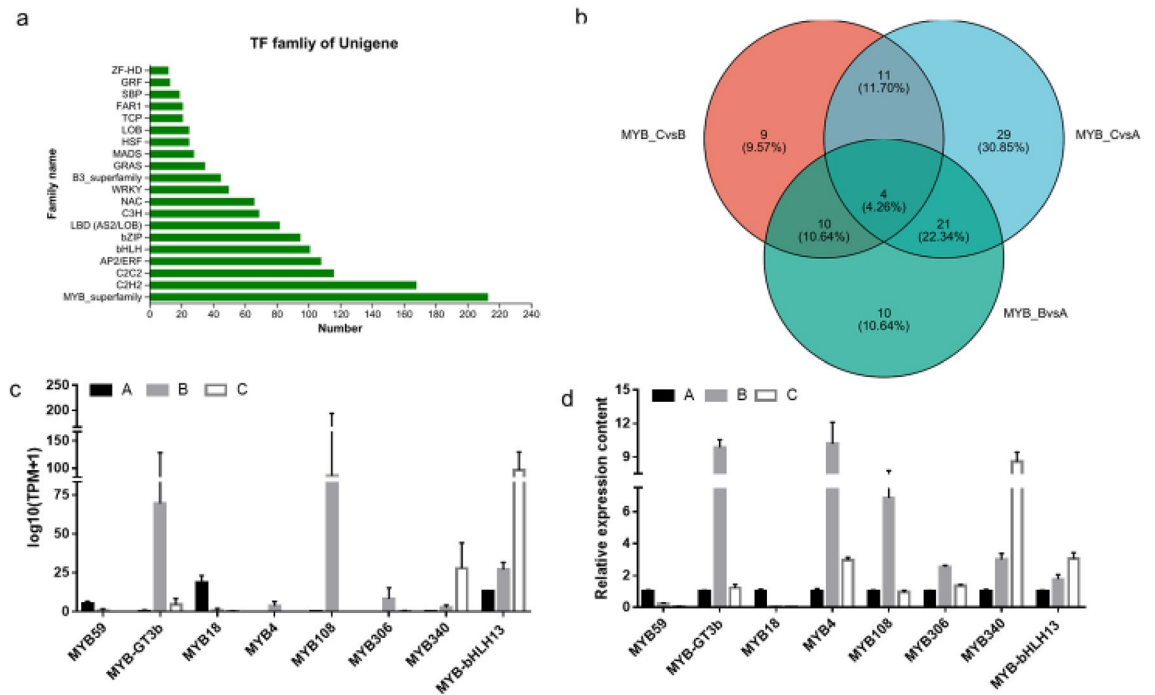 a
TF famliy of Unigene
Family name
ZF-HD
GRF
SBP
FAR1
TCP
LOB
HSF
MADS
GRAS
B3_superfamily
WRKY
NAC
C3H
LBD (AS2/LOB)
bZIP
bHLH
AP2/ERF
C2C2
C2H2
MYB_superfamily
0 20 40 60 80 100 120 140 160 180 200 220 240
Number
b
MYB_CvsB
MYB_CvsA
MYB_BvsA
11
(11.70%)
9
(9.57%)
29
(30.85%)
4
(4.26%)
10
(10.64%)
21
(22.34%)
10
(10.64%)
c
A B C
log10(TPM+1)
250
200
150
100
75
50
25
0
MYB59 MYB-GT3b MYB18 MYB4 MYB108 MYB306 MYB340 MYB-bHLH13
d
A B C
Relative expression content
15
12
9
6
4
2
0
MYB59 MYB-GT3b MYB18 MYB4 MYB108 MYB306 MYB340 MYB-bHLH13